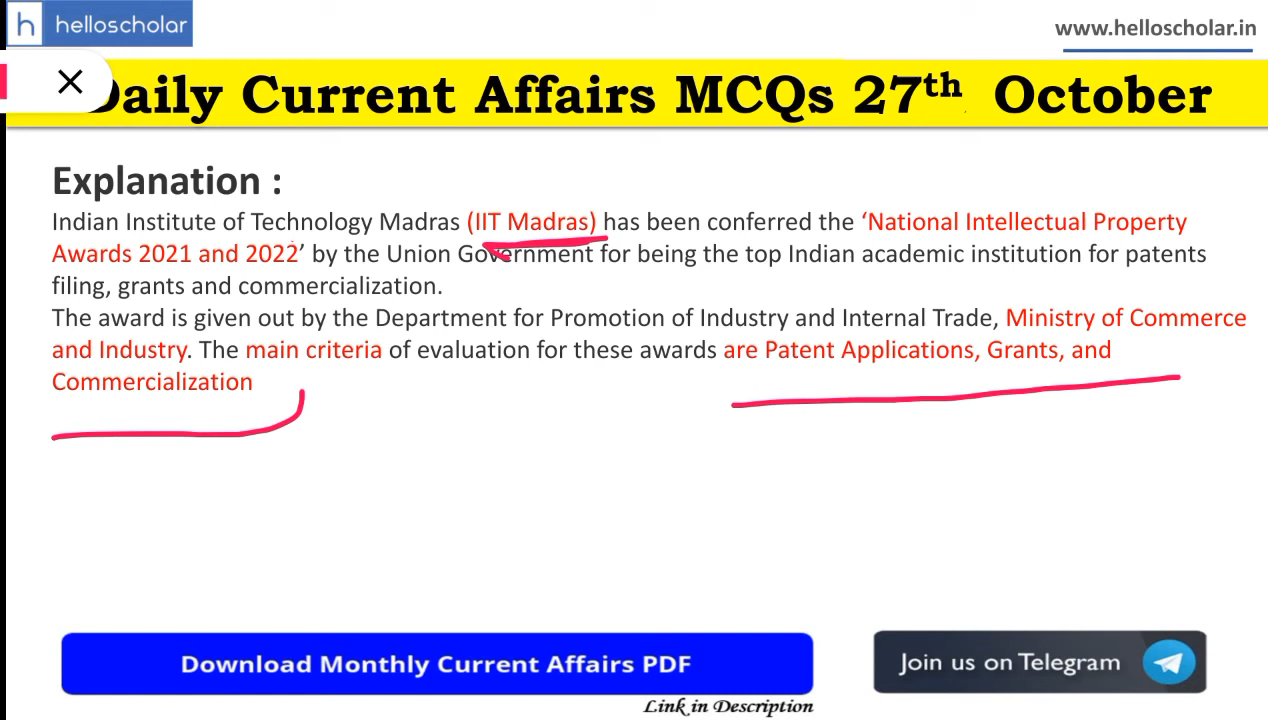 h helloscholar
www.helloscholar.in
Daily Current Affairs MCQs 27th October
Explanation :
Indian Institute of Technology Madras (IIT Madras) has been conferred the ‘National Intellectual Property
Awards 2021 and 2022’ by the Union Government for being the top Indian academic institution for patents
filing, grants and commercialization.
The award is given out by the Department for Promotion of Industry and Internal Trade, Ministry of Commerce
and Industry. The main criteria of evaluation for these awards are Patent Applications, Grants, and
Commercialization
Download Monthly Current Affairs PDF
Join us on Telegram
Link in Description